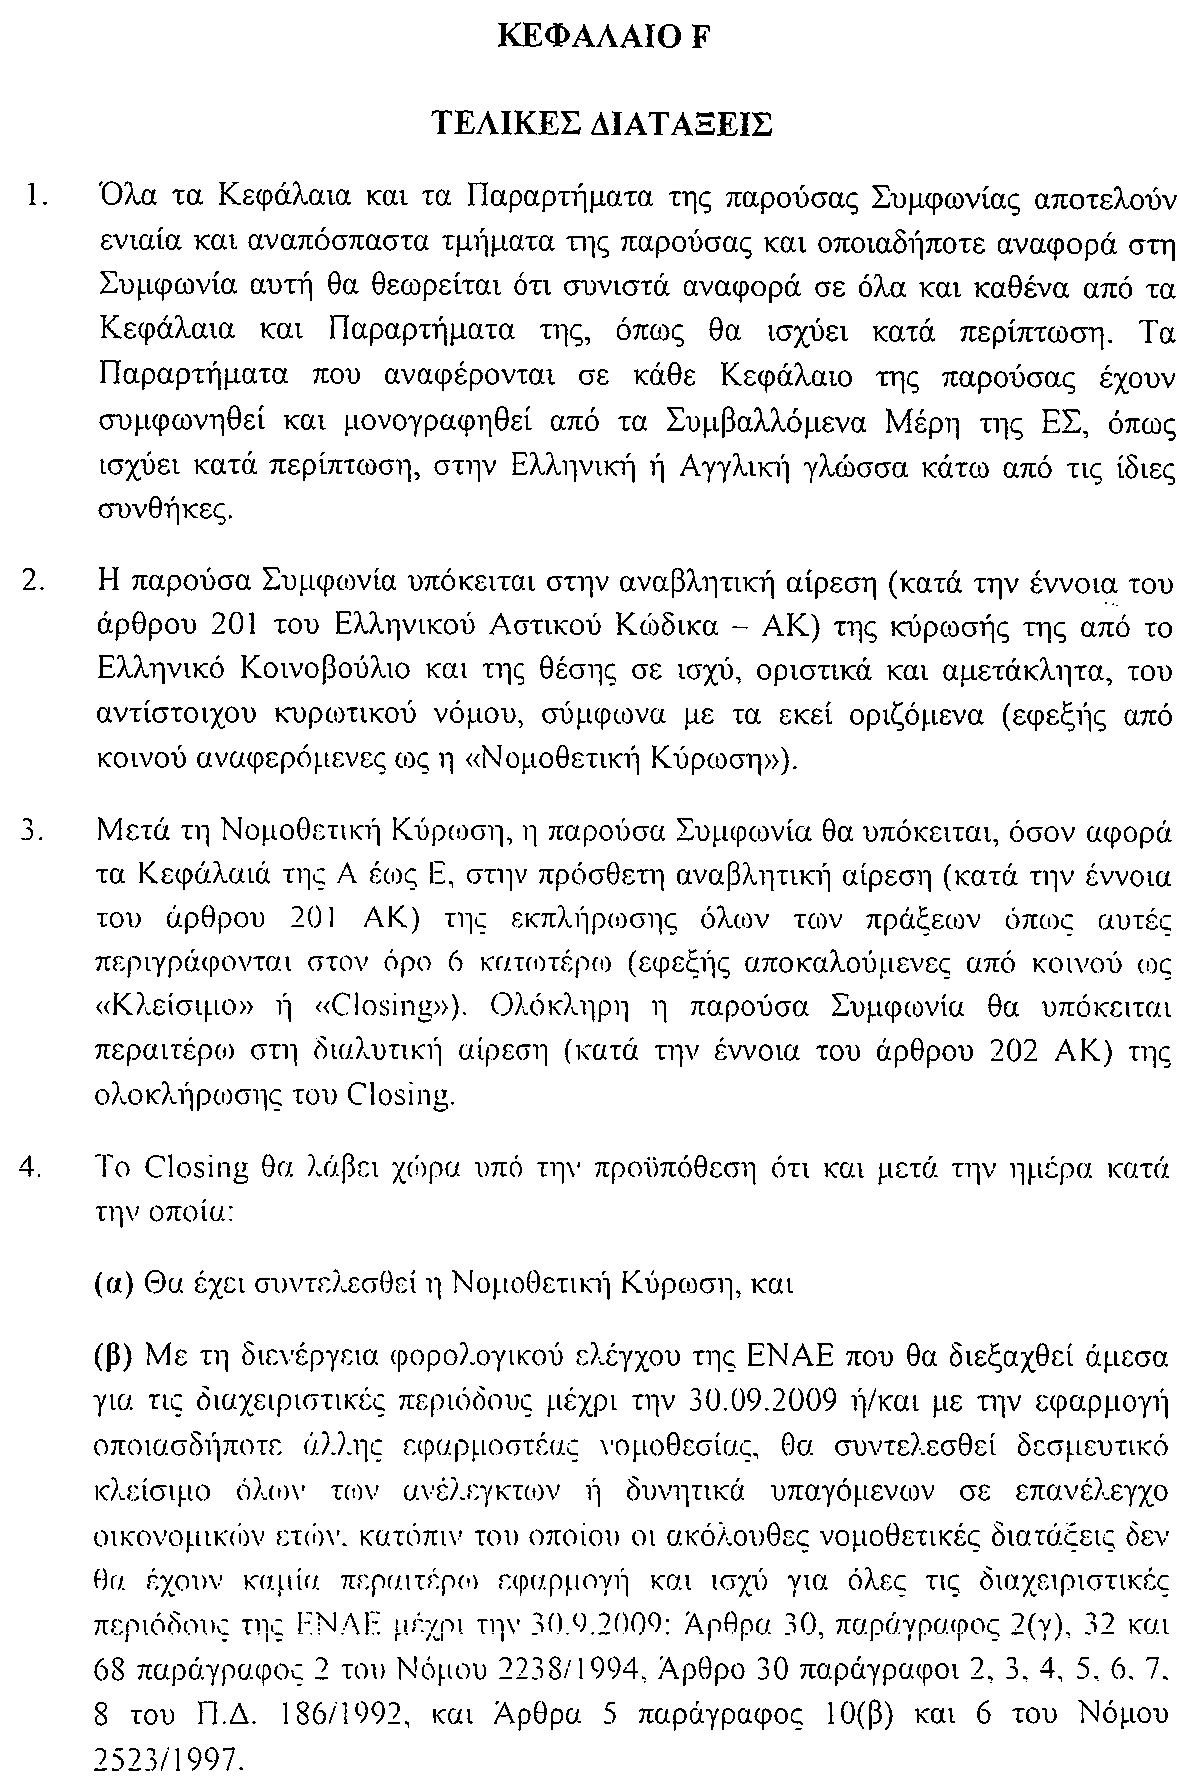 ΚΕΦΑΛΑΙΟ F
ΤΕΛΙΚΕΣ ΔΙΑΤΑΞΕΙΣ
1. Όλα τα Κεφάλαια και τα Παραρτήματα της παρούσας Συμφωνίας αποτελούν
ενιαία και αναπόσπαστα τμήματα της παρούσας και οποιαδήποτε αναφορά στη
Συμφωνία αυτή θα θεωρείται ότι συνιστά αναφορά σε όλα και καθένα από τα
Κεφάλαια και Παραρτήματα της, όπως θα ισχύει κατά περίπτωση. Τα
Παραρτήματα που αναφέρονται σε κάθε Κεφάλαιο της παρούσας έχουν
συμφωνηθεί και μονογραφηθεί από τα Συμβαλλόμενα Μέρη της ΕΣ, όπως
ισχύει κατά περίπτωση, στην Ελληνική ή Αγγλική γλώσσα κάτω από τις ίδιες
συνθήκες.
2. Η παρούσα Συμφωνία υπόκειται στην αναβλητική αίρεση (κατά την έννοια του
άρθρου 201 του Ελληνικού Αστικού Κώδικα – ΑΚ) της κύρωσής της από το
Ελληνικό Κοινοβούλιο και της θέσης σε ισχύ, οριστικά και αμετάκλητα, του
αντίστοιχου κυρωτικού νόμου, σύμφωνα με τα εκεί οριζόμενα (εφεξής από
κοινού αναφερόμενες ως η «Νομοθετική Κύρωση»).
3. Μετά τη Νομοθετική Κύρωση, η παρούσα Συμφωνία θα υπόκειται, όσον αφορά
τα Κεφάλαιά της Α έως Ε, στην πρόσθετη αναβλητική αίρεση (κατά την έννοια
του άρθρου 201 ΑΚ) της εκπλήρωσης όλων των πράξεων όπως αυτές
περιγράφονται στον όρο 6 κατωτέρω (εφεξής αποκαλούμενες από κοινού ως
«Κλείσιμο» ή «Closing»). Ολόκληρη η παρούσα Συμφωνία θα υπόκειται
περαιτέρω στη διαλυτική αίρεση (κατά την έννοια του άρθρου 202 ΑΚ) της
ολοκλήρωσης του Closing.
4. Το Closing θα λάβει χώρα υπό την προϋπόθεση ότι και μετά την ημέρα κατά
την οποία:
(α) Θα έχει συντελεσθεί η Νομοθετική Κύρωση, και
(β) Με τη διενέργεια φορολογικού ελέγχου της ΕΝΑΕ που θα διεξαχθεί άμεσα
για τις διαχειριστικές περιόδους μέχρι την 30.09.2009 ή/και με την εφαρμογή
οποιασδήποτε άλλης εφαρμοστέας νομοθεσίας, θα συντελεσθεί δεσμευτικό
κλείσιμο όλων των ανέλεγκτων ή δυνητικά υπαγόμενων σε επανέλεγχο
οικονομικών ετών, κατόπιν του οποίου οι ακόλουθες νομοθετικές διατάξεις δεν
θα έχουν καμία περαιτέρω εφαρμογή και ισχύ για όλες τις διαχειριστικές
περιόδους της ΕΝΑΕ μέχρι την 30.9.2009: Άρθρα 30, παράγραφος 2(γ), 32 και
68 παράγραφος 2 του Νόμου 2238/1994, Άρθρο 30 παράγραφοι 2, 3, 4, 5, 6, 7,
8 του Π.Δ. 186/1992, και Άρθρα 5 παράγραφος 10(β) και 6 του Νόμου
2523/1997.